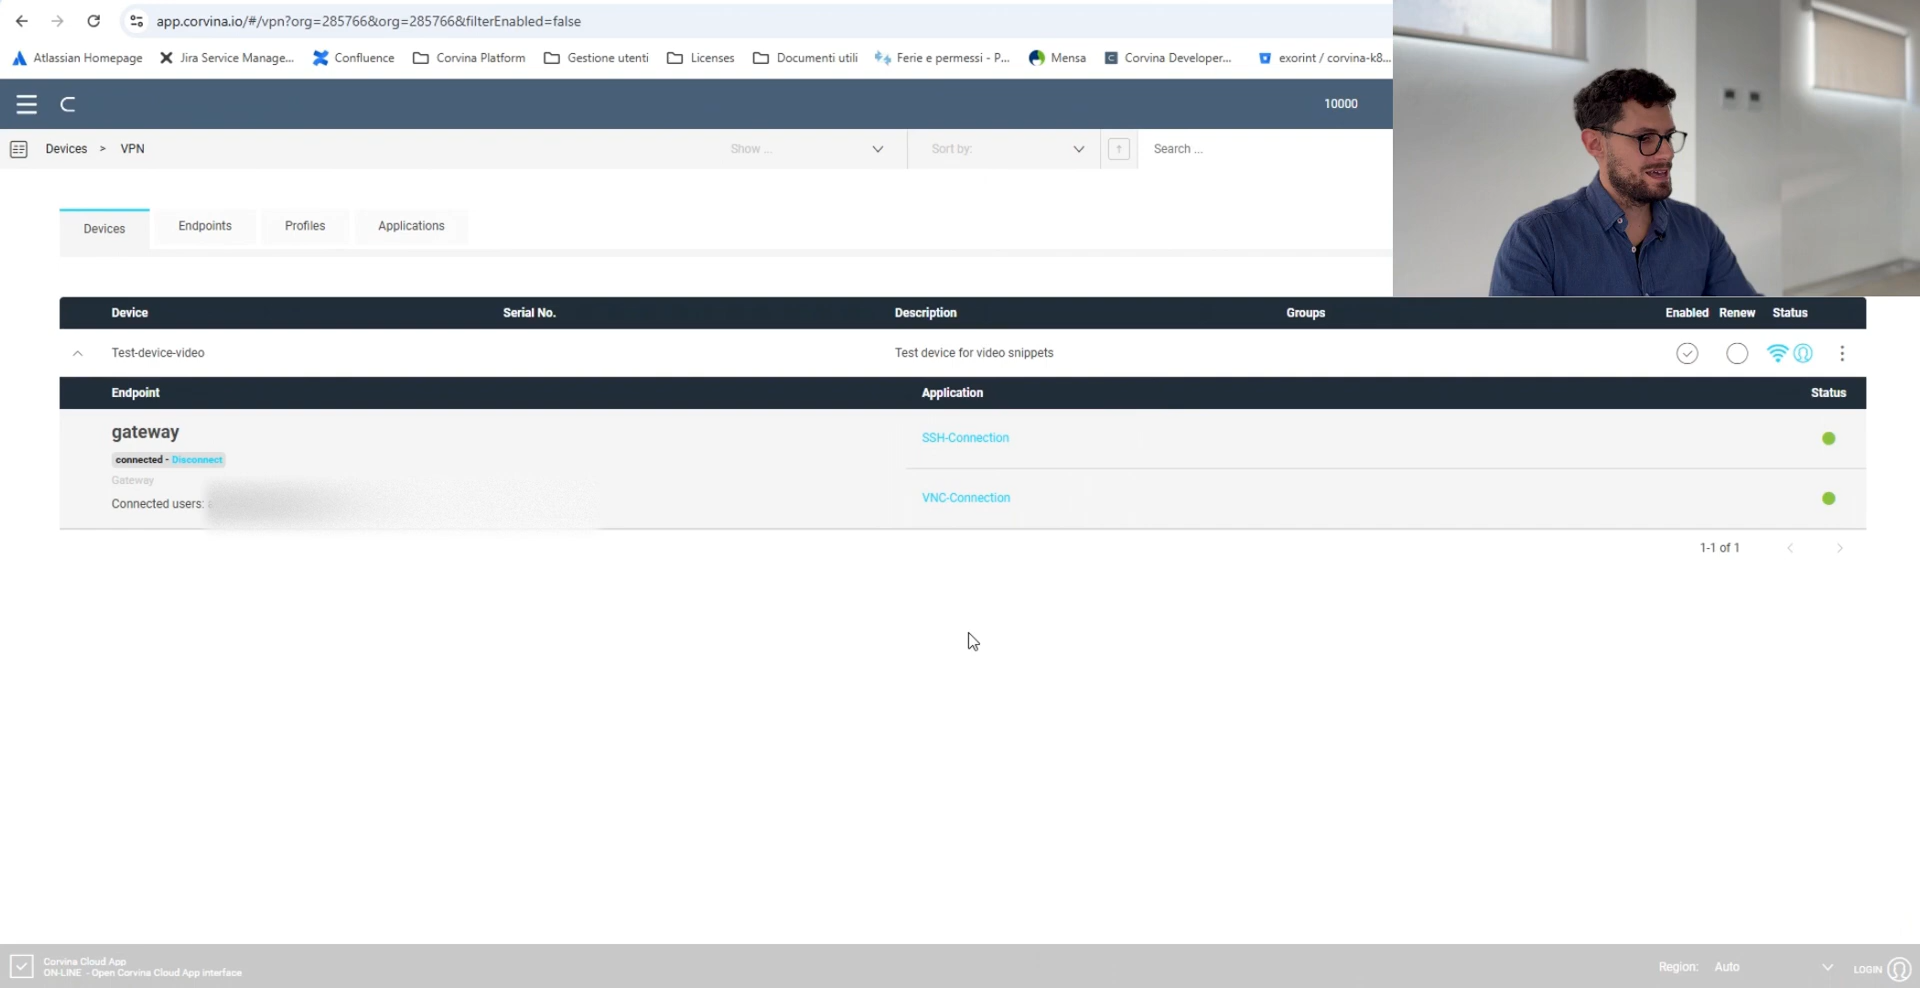 app.corvina.io/#/vpn?org=285766&org=285766&filterEnabled=false
Atlassian Homepage Jira Service Manage... Confluence Corvina Platform Gestione utenti Licenses Documenti utili Ferie e permessi - P... Mensa Corvina Developer... exorint / corvina-k8...
10000
Devices > VPN Show ... Sort by: Search ...
Devices Endpoints Profiles Applications
Device Serial No. Description Groups Enabled Renew Status
Test-device-video Test device for video snippets
Endpoint Application Status
gateway SSH-Connection
connected - Disconnect
Gateway
Connected users: VNC-Connection
1-1 of 1
Corvina Cloud App
ON-LINE - Open Corvina Cloud App interface
Region: Auto LOGIN